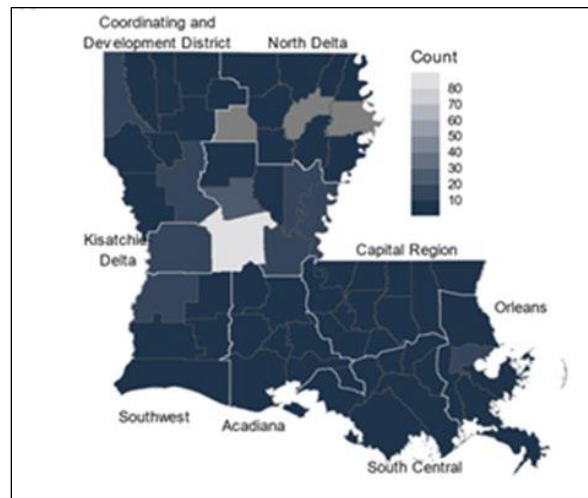 Coordinating and
Development District
North Delta
Count
80
70
60
50
40
30
20
10
Kisatchie
Delta
Capital Region
Orleans
Southwest
Acadiana
South Central